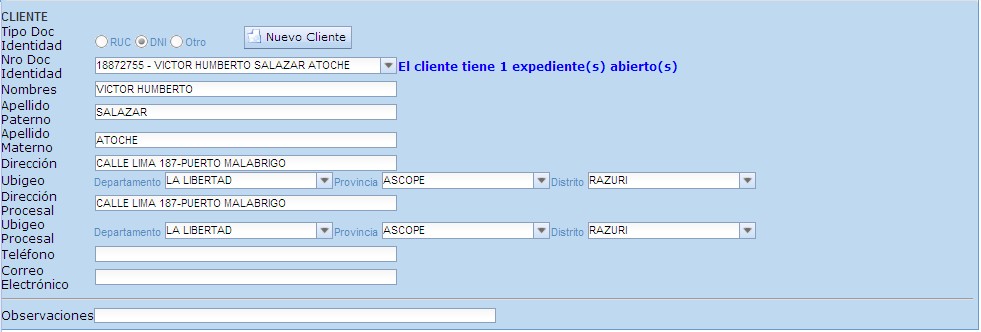 CLIENTE
Tipo Doc Identidad RUC DNI Otro Nuevo Cliente
Nro Doc Identidad 18872755 - VICTOR HUMBERTO SALAZAR ATOCHE El cliente tiene 1 expediente(s) abierto(s)
Nombres VICTOR HUMBERTO
Apellido Paterno SALAZAR
Apellido Materno ATOCHE
Dirección CALLE LIMA 187-PUERTO MALABRIGO
Ubigeo Departamento LA LIBERTAD Provincia ASCOPE Distrito RAZURI
Dirección Procesal CALLE LIMA 187-PUERTO MALABRIGO
Ubigeo Procesal Departamento LA LIBERTAD Provincia ASCOPE Distrito RAZURI
Teléfono
Correo Electrónico
Observaciones